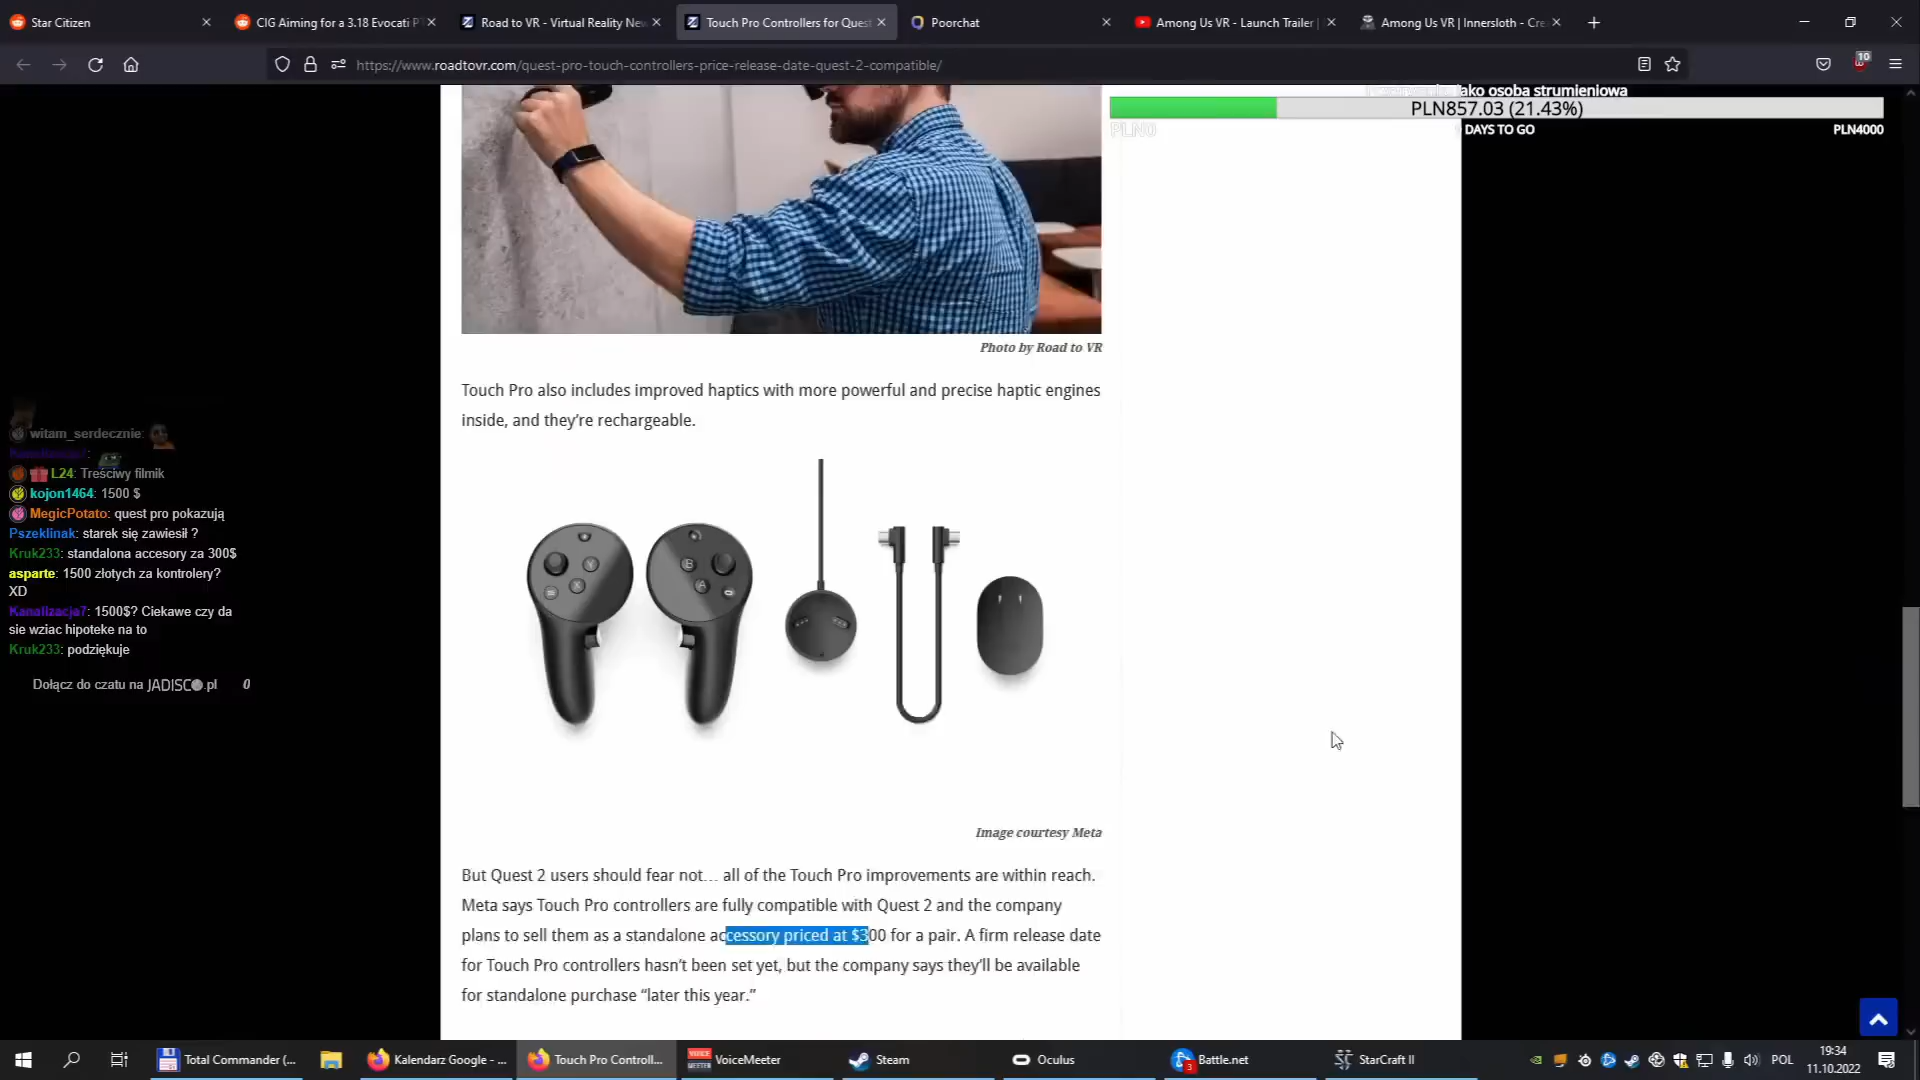 Star Citizen
CIG Aiming for a 3.18 Evocati PT
Road to VR - Virtual Reality New
Touch Pro Controllers for Quest
Poorchat
Among Us VR - Launch Trailer |
Among Us VR | Innersloth - Cre
https://www.roadtovr.com/quest-pro-touch-controllers-price-release-date-quest-2-compatible/
10
jako osoba strumieniowa
PLN857.03 (21.43%)
PLN0
DAYS TO GO
PLN4000
Photo by Road to VR
Touch Pro also includes improved haptics with more powerful and precise haptic engines
inside, and they’re rechargeable.
witam_serdecznie:
L24: Treściwy filmik
kojon1464: 1500 $
MegicPotato: quest pro pokazują
Pszeklinak: starek się zawiesił ?
Kruk233: standalona accesory za 300$
asparte: 1500 złotych za kontrolery?
XD
Kanalizacja7: 1500$? Ciekawe czy da
sie wziac hipoteke na to
Kruk233: podziękuje
Dołącz do czatu na JADISCO.pl 0
Y
X
B
A
Image courtesy Meta
But Quest 2 users should fear not… all of the Touch Pro improvements are within reach.
Meta says Touch Pro controllers are fully compatible with Quest 2 and the company
plans to sell them as a standalone accessory priced at $300 for a pair. A firm release date
for Touch Pro controllers hasn’t been set yet, but the company says they’ll be available
for standalone purchase “later this year.”
Total Commander (...
Kalendarz Google - ...
Touch Pro Controll...
VOICE
MEETER
VoiceMeeter
Steam
Oculus
3
Battle.net
StarCraft II
POL
19:34
11.10.2022